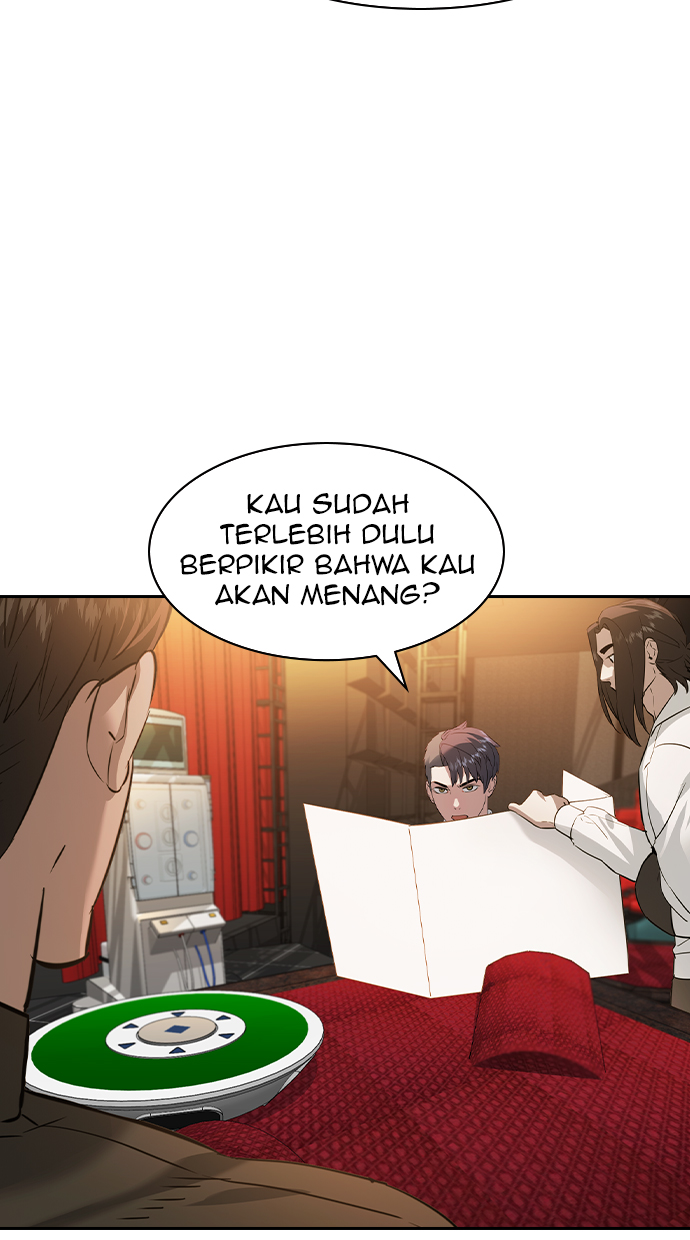 KAU SUDAH
TERLEBIH DULU
BERPIKIR BAHWA KAU
AKAN MENANG?